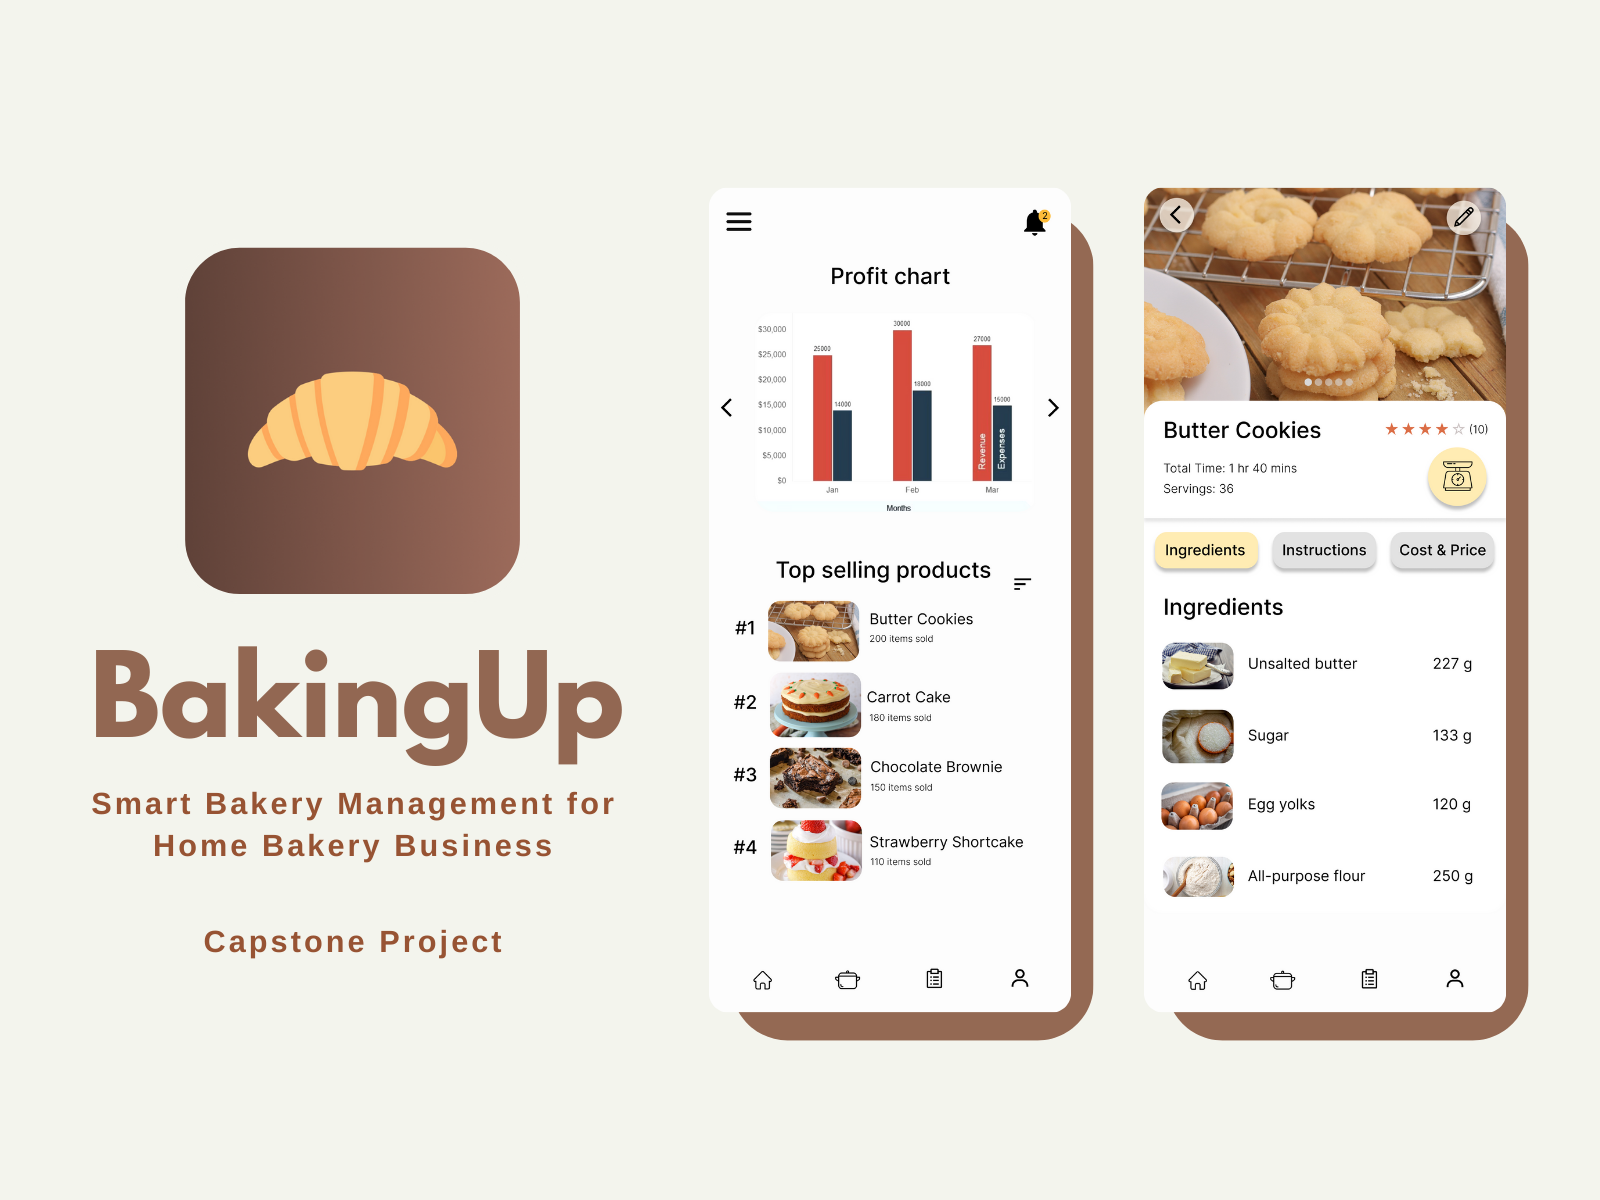 BakingUp
Smart Bakery Management for
Home Bakery Business
Capstone Project
2
Profit chart
$30,000
$25,000
$20,000
$15,000
$10,000
$5,000
$0
25000
14000
30000
18000
27000
15000
Revenue
Expenses
Jan
Feb
Mar
Months
Top selling products
#1
Butter Cookies
200 items sold
#2
Carrot Cake
180 items sold
#3
Chocolate Brownie
150 items sold
#4
Strawberry Shortcake
110 items sold
Butter Cookies
(10)
Total Time: 1 hr 40 mins
Servings: 36
Ingredients
Instructions
Cost & Price
Ingredients
Unsalted butter 227 g
Sugar 133 g
Egg yolks 120 g
All-purpose flour 250 g